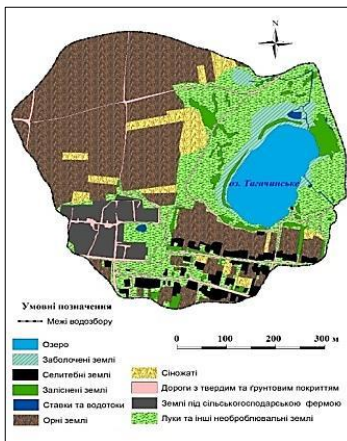 N
оз. Тагачинське
Умовні позначення
Межі водозбору
0 100 200 300 м
Озеро
Заболочені землі
Селитебні землі
Заліснені землі
Ставки та водотоки
Орні землі
Сіножаті
Дороги з твердим та ґрунтовим покриттям
Землі під сільськогосподарською фермою
Луки та інші необроблювальні землі